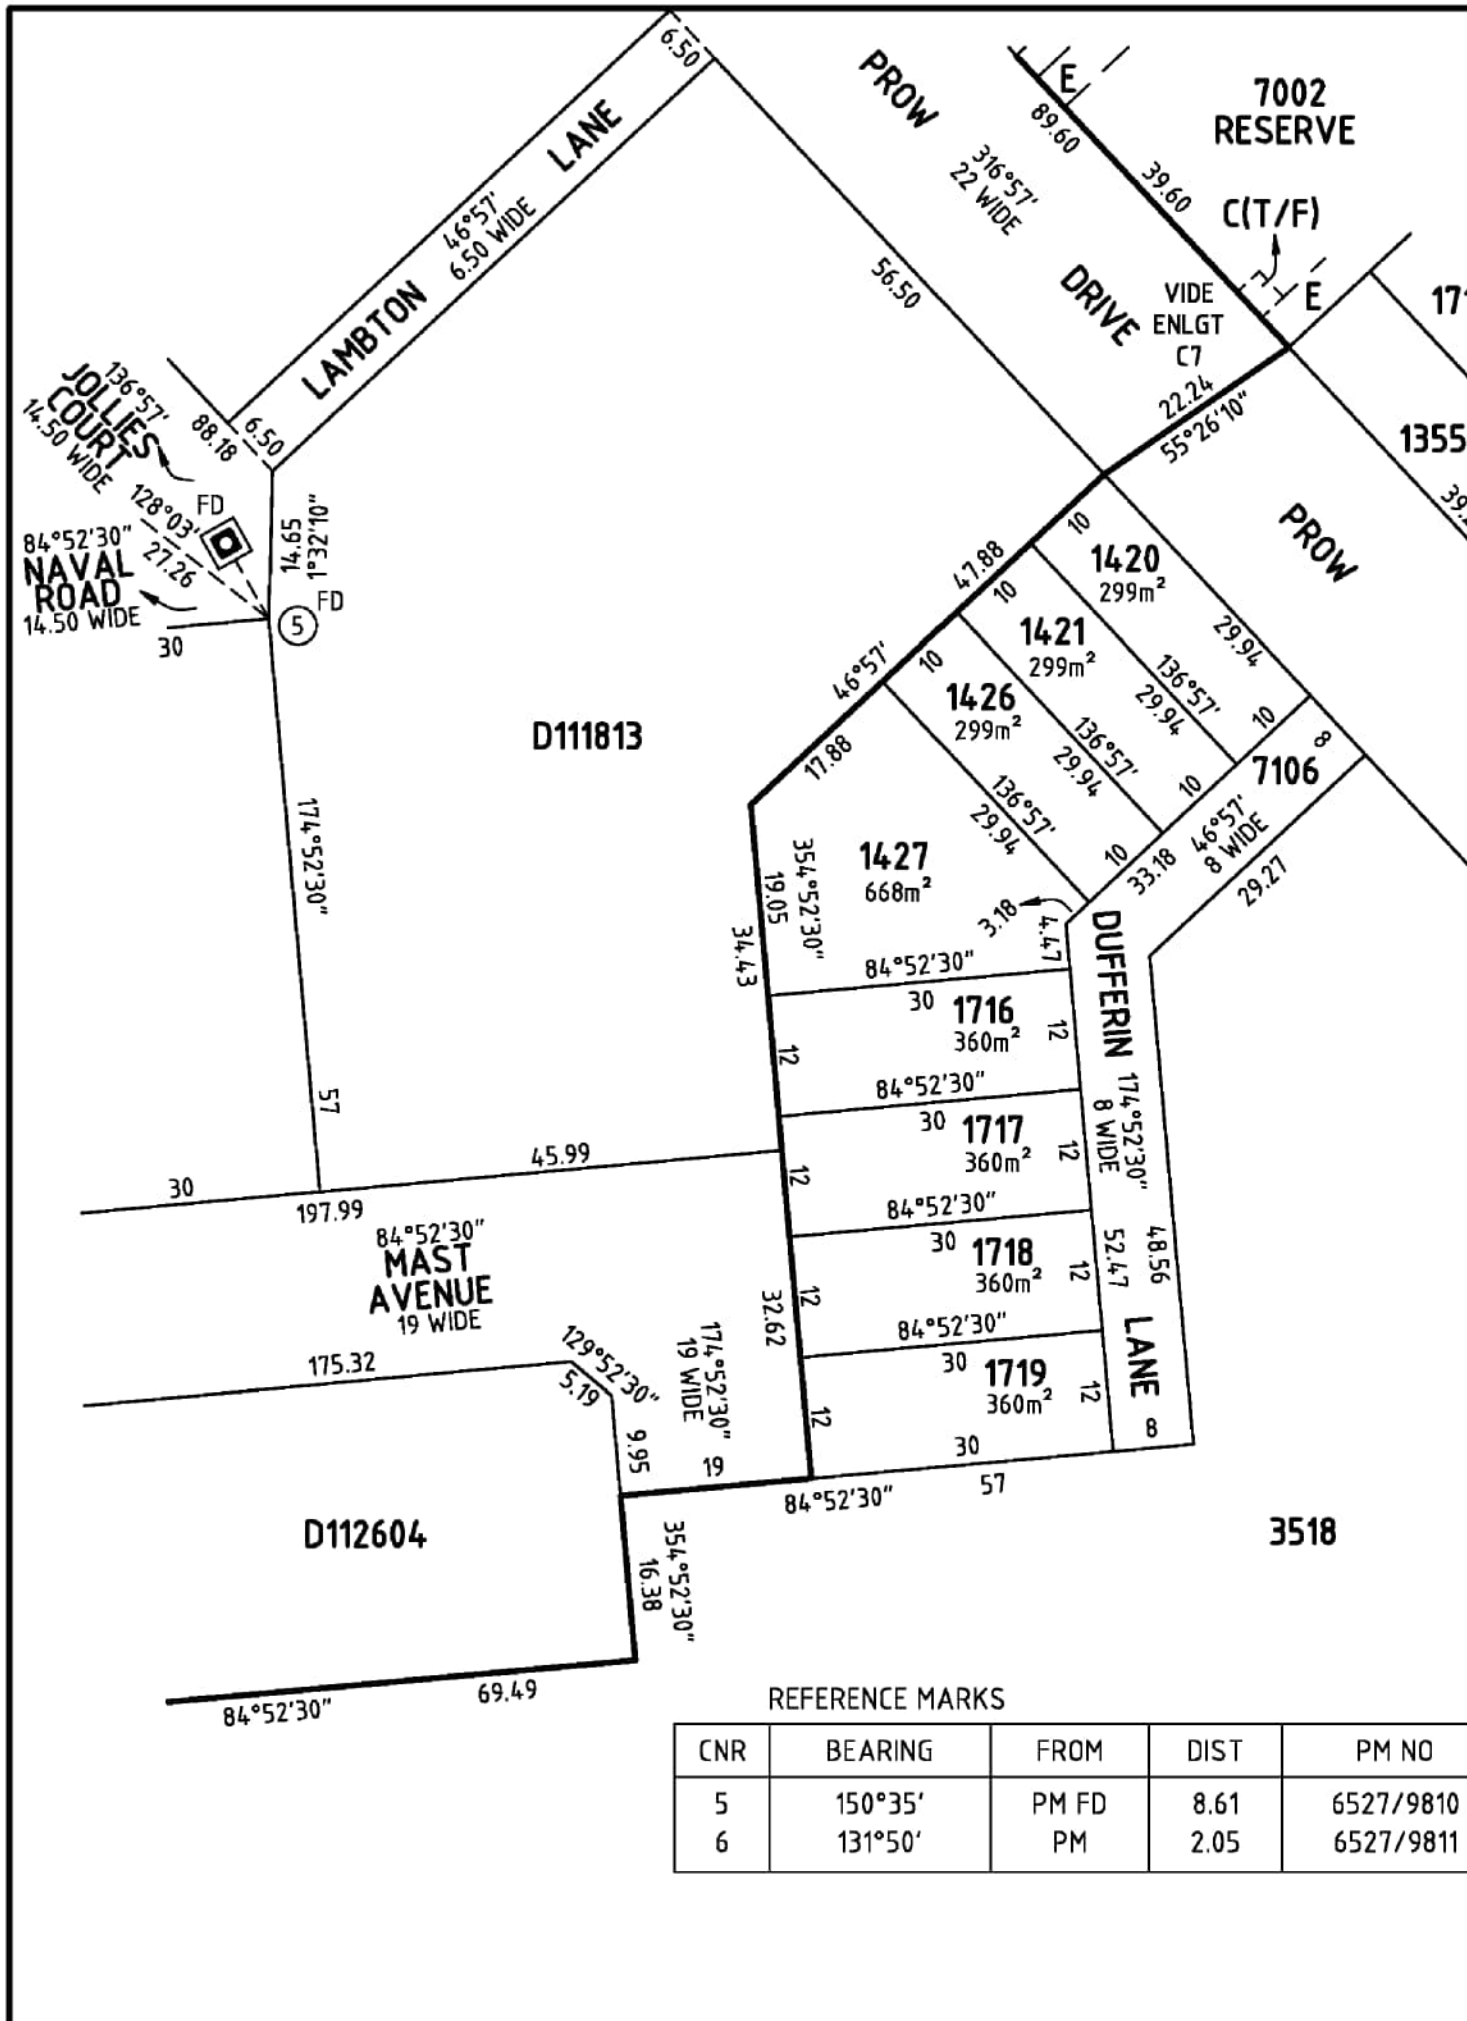 6.50
LAMBTON LANE
46°57'
6.50 WIDE
PROW DRIVE
316°57'
22 WIDE
E
89.60
39.60
7002
RESERVE
C(T/F)
E
VIDE
ENLGT
C7
56.50
22.24
55°26'10"
1355
PROW
136°57'
JOLLIES
COURT
14.50 WIDE
88.18
6.50
128°03'
27.26
FD
84°52'30"
NAVAL
ROAD
14.50 WIDE
30
14.65
1°32'10"
FD
5
D111813
174°52'30"
57
47.88
46°57'
17.88
10
1420
299m²
29.94
10
1421
299m²
136°57'
29.94
10
10
1426
299m²
136°57'
29.94
10
136°57'
29.94
10
8
7106
46°57'
8 WIDE
33.18
29.27
1427
668m²
354°52'30"
19.05
34.43
3.18
4.47
84°52'30"
30
1716
360m²
12
12
84°52'30"
30
1717
360m²
12
12
84°52'30"
30
1718
360m²
12
12
84°52'30"
30
1719
360m²
12
12
DUFFERIN LANE
174°52'30"
8 WIDE
52.47
48.56
8
30
57
84°52'30"
30
45.99
197.99
84°52'30"
MAST
AVENUE
19 WIDE
175.32
129°52'30"
5.19
9.95
174°52'30"
19 WIDE
19
32.62
D112604
354°52'30"
16.38
84°52'30"
69.49
3518
REFERENCE MARKS
CNR BEARING FROM DIST PM NO
5 150°35' PM FD 8.61 6527/9810
6 131°50' PM 2.05 6527/9811